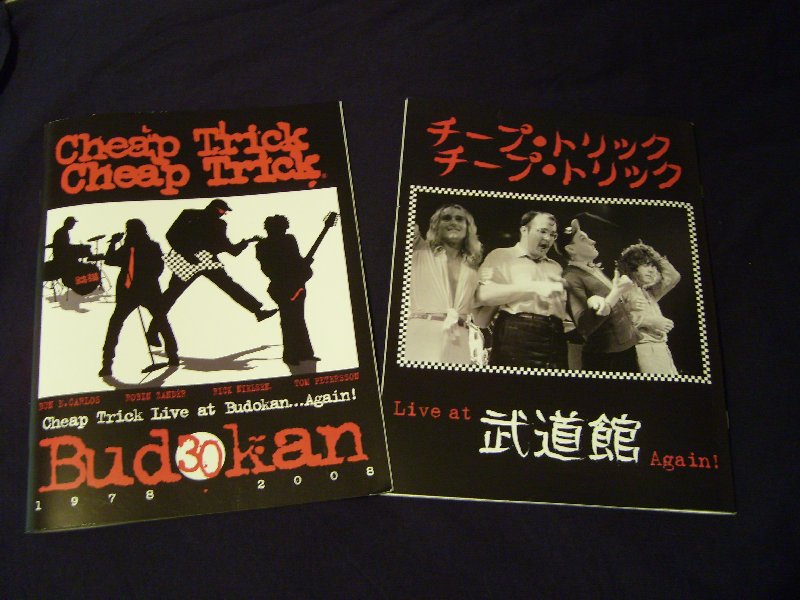 Cheap Trick
Cheap Trick
BUN E. CARLOS ROBIN ZANDER RICK NIELSEN TOM PETERSSON
Cheap Trick Live at Budokan...Again!
Bud30kan
1978 2008
チープ・トリック
チープ・トリック
Live at 武道館 Again!